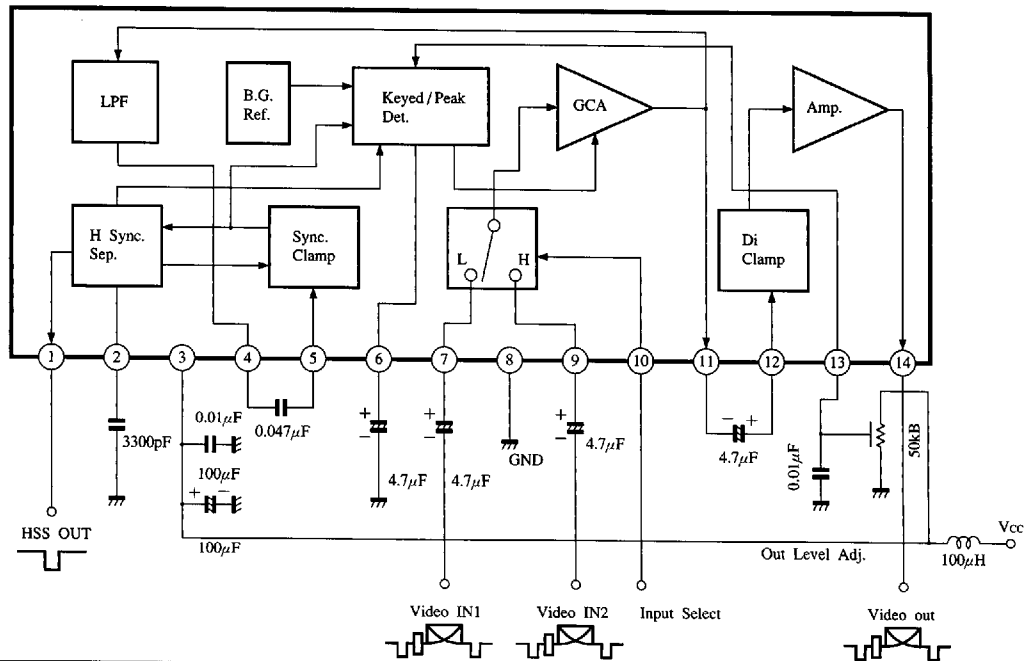 LPF
B.G.
Ref.
Keyed / Peak
Det.
GCA
Amp.
H Sync.
Sep.
Sync.
Clamp
L
H
Di
Clamp
1
2
3
4
5
6
7
8
9
10
11
12
13
14
3300pF
0.01μF
100μF
+ −
100μF
0.047μF
+
−
4.7μF
+
−
4.7μF
GND
+
−
4.7μF
− +
4.7μF
0.01μF
50kB
HSS OUT
Out Level Adj.
100μH
Vcc
Video IN1
Video IN2
Input Select
Video out